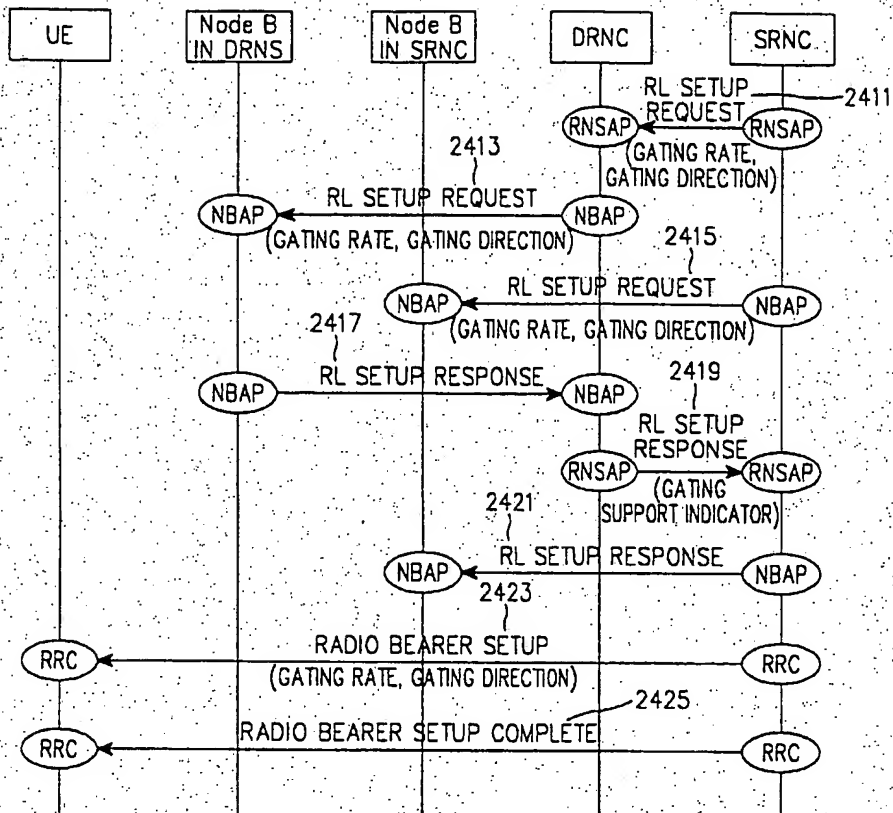 UE
Node B
IN DRNS
Node B
IN SRNC
DRNC
SRNC
RL SETUP
REQUEST
2411
RNSAP
RNSAP
(GATING RATE,
GATING DIRECTION)
2413
RL SETUP REQUEST
NBAP
NBAP
(GATING RATE, GATING DIRECTION)
2415
RL SETUP REQUEST
NBAP
NBAP
(GATING RATE, GATING DIRECTION)
2417
RL SETUP RESPONSE
NBAP
NBAP
2419
RL SETUP
RESPONSE
RNSAP
RNSAP
(GATING
SUPPORT INDICATOR)
2421
RL SETUP RESPONSE
NBAP
NBAP
2423
RADIO BEARER SETUP
RRC
RRC
(GATING RATE, GATING DIRECTION)
2425
RADIO BEARER SETUP COMPLETE
RRC
RRC